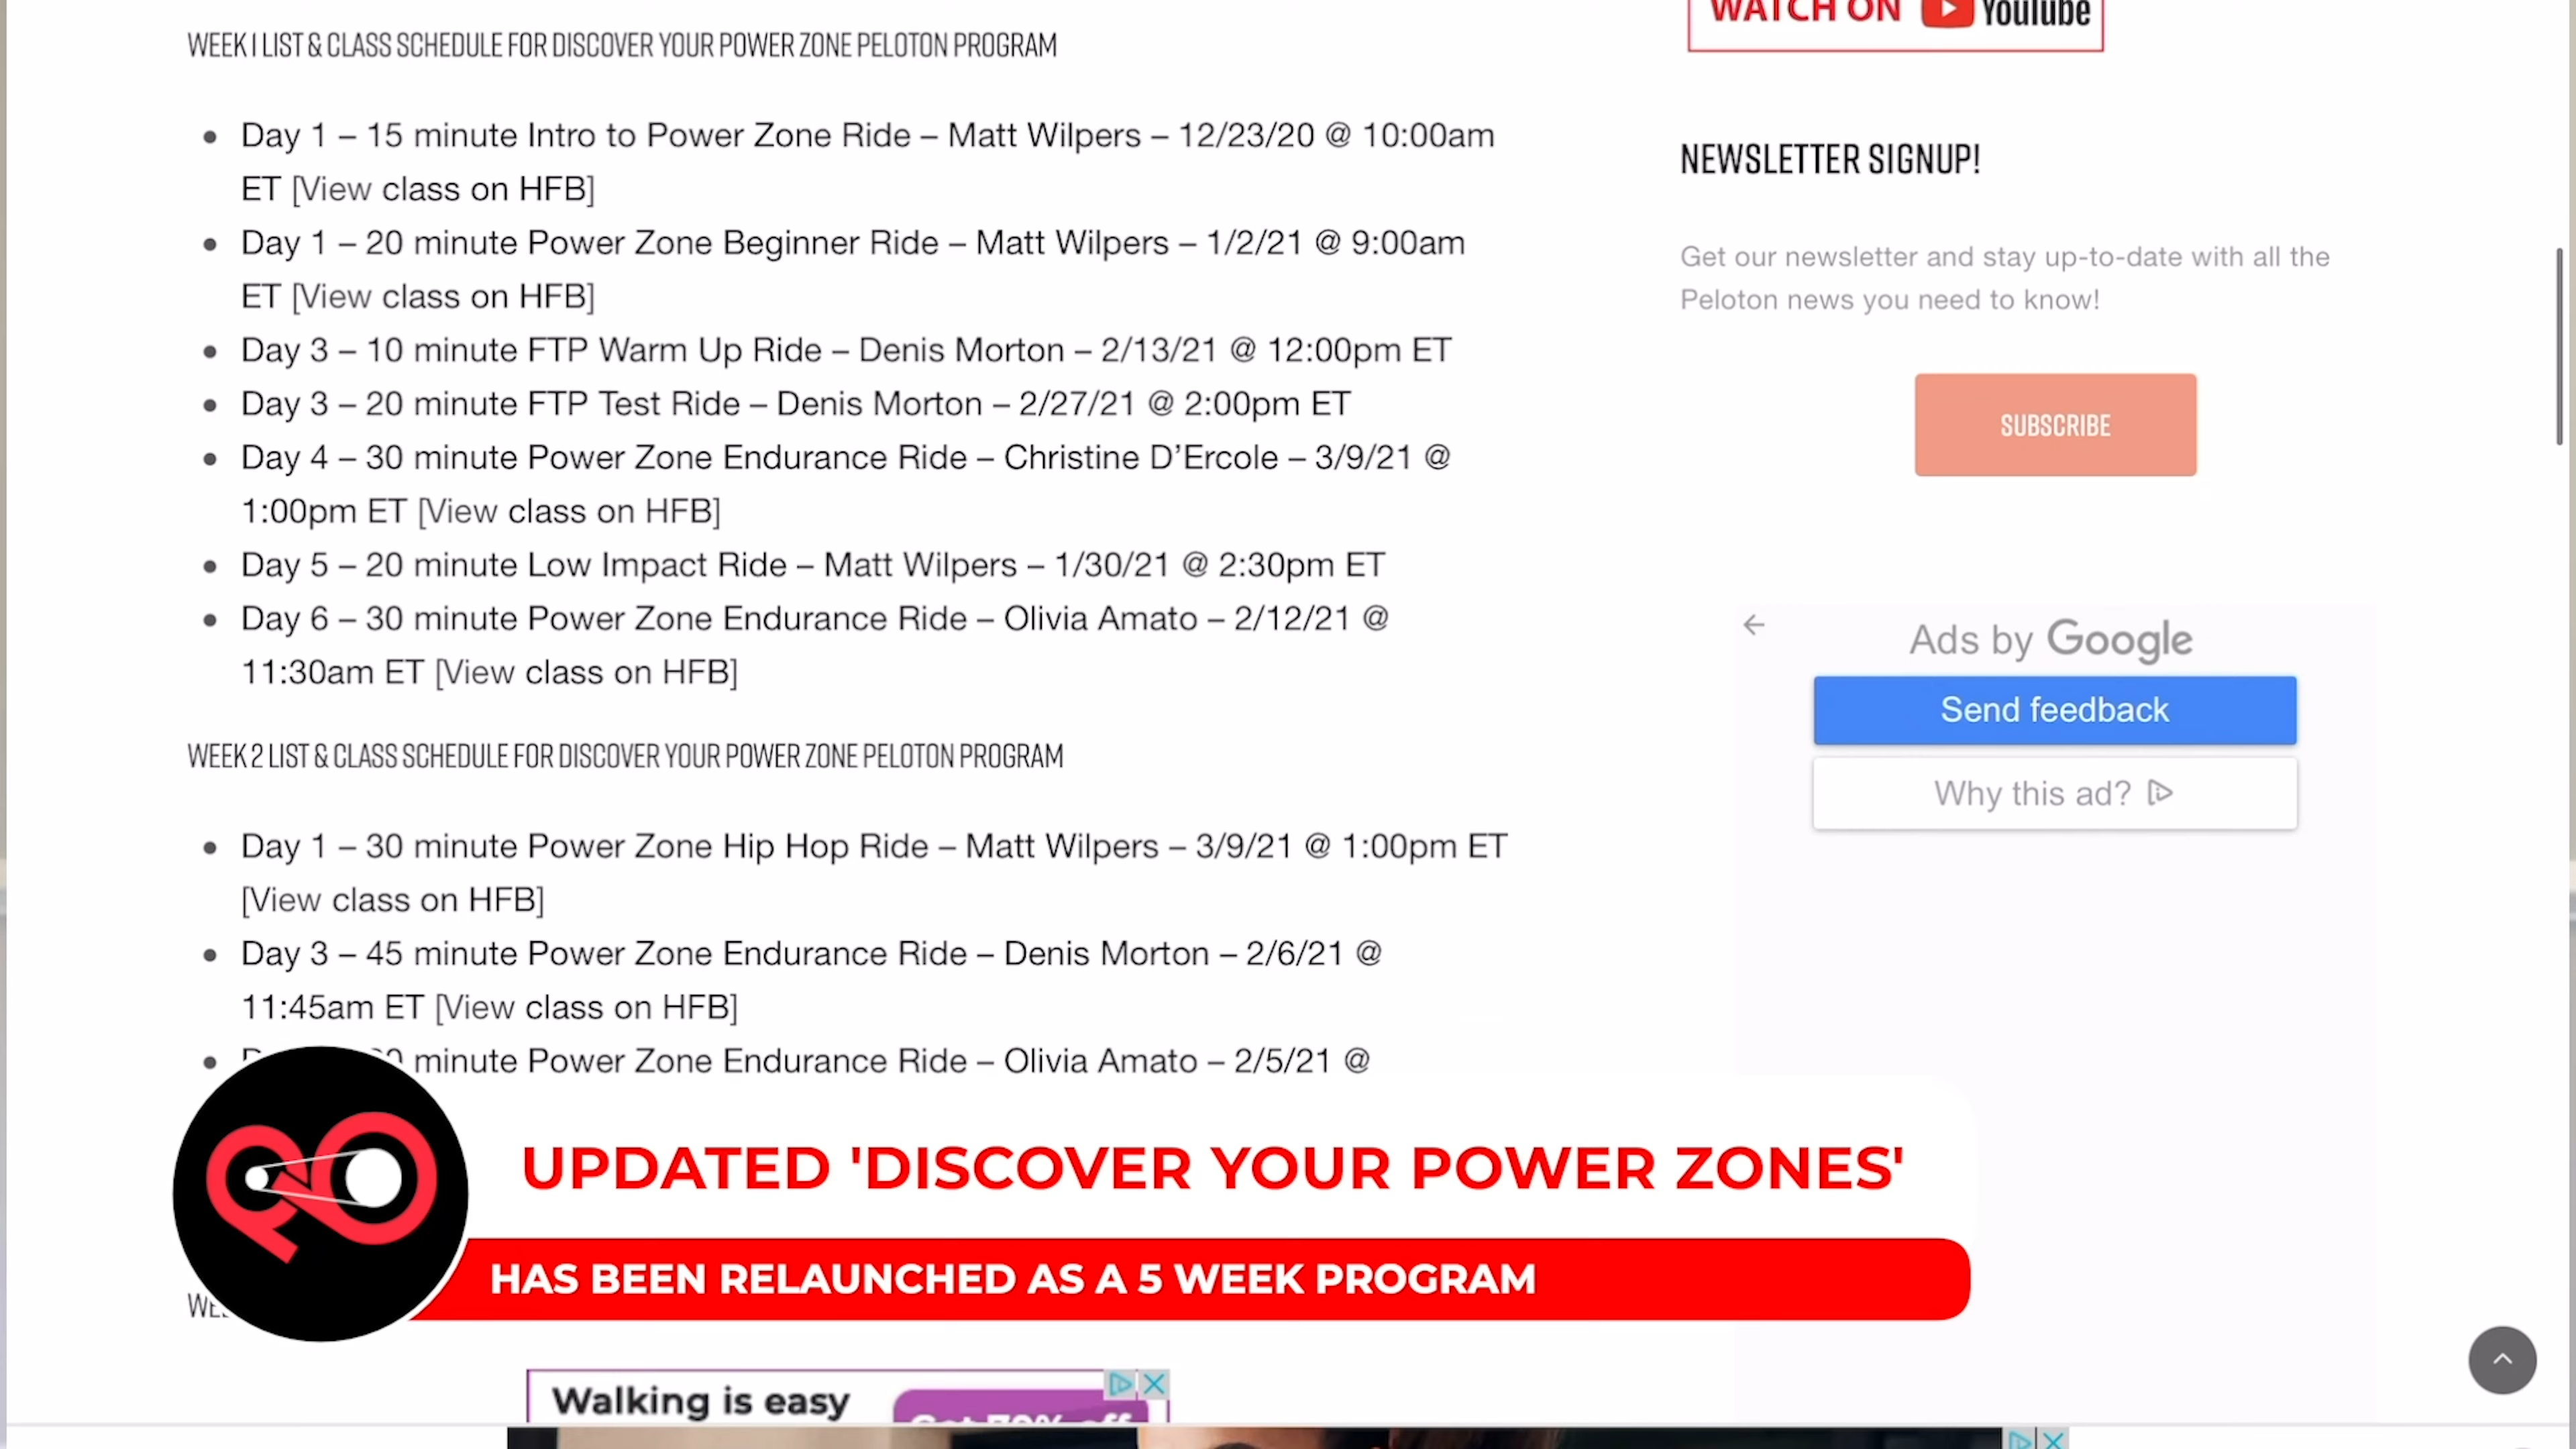 WEEK 1 LIST & CLASS SCHEDULE FOR DISCOVER YOUR POWER ZONE PELOTON PROGRAM
Day 1 – 15 minute Intro to Power Zone Ride – Matt Wilpers – 12/23/20 @ 10:00am
ET [View class on HFB]
Day 1 – 20 minute Power Zone Beginner Ride – Matt Wilpers – 1/2/21 @ 9:00am
ET [View class on HFB]
Day 3 – 10 minute FTP Warm Up Ride – Denis Morton – 2/13/21 @ 12:00pm ET
Day 3 – 20 minute FTP Test Ride – Denis Morton – 2/27/21 @ 2:00pm ET
Day 4 – 30 minute Power Zone Endurance Ride – Christine D’Ercole – 3/9/21 @
1:00pm ET [View class on HFB]
Day 5 – 20 minute Low Impact Ride – Matt Wilpers – 1/30/21 @ 2:30pm ET
Day 6 – 30 minute Power Zone Endurance Ride – Olivia Amato – 2/12/21 @
11:30am ET [View class on HFB]
WEEK 2 LIST & CLASS SCHEDULE FOR DISCOVER YOUR POWER ZONE PELOTON PROGRAM
Day 1 – 30 minute Power Zone Hip Hop Ride – Matt Wilpers – 3/9/21 @ 1:00pm ET
[View class on HFB]
Day 3 – 45 minute Power Zone Endurance Ride – Denis Morton – 2/6/21 @
11:45am ET [View class on HFB]
minute Power Zone Endurance Ride – Olivia Amato – 2/5/21 @
UPDATED 'DISCOVER YOUR POWER ZONES'
HAS BEEN RELAUNCHED AS A 5 WEEK PROGRAM
Walking is easy
WATCH ON YouTube
NEWSLETTER SIGNUP!
Get our newsletter and stay up-to-date with all the
Peloton news you need to know!
SUBSCRIBE
Ads by Google
Send feedback
Why this ad?